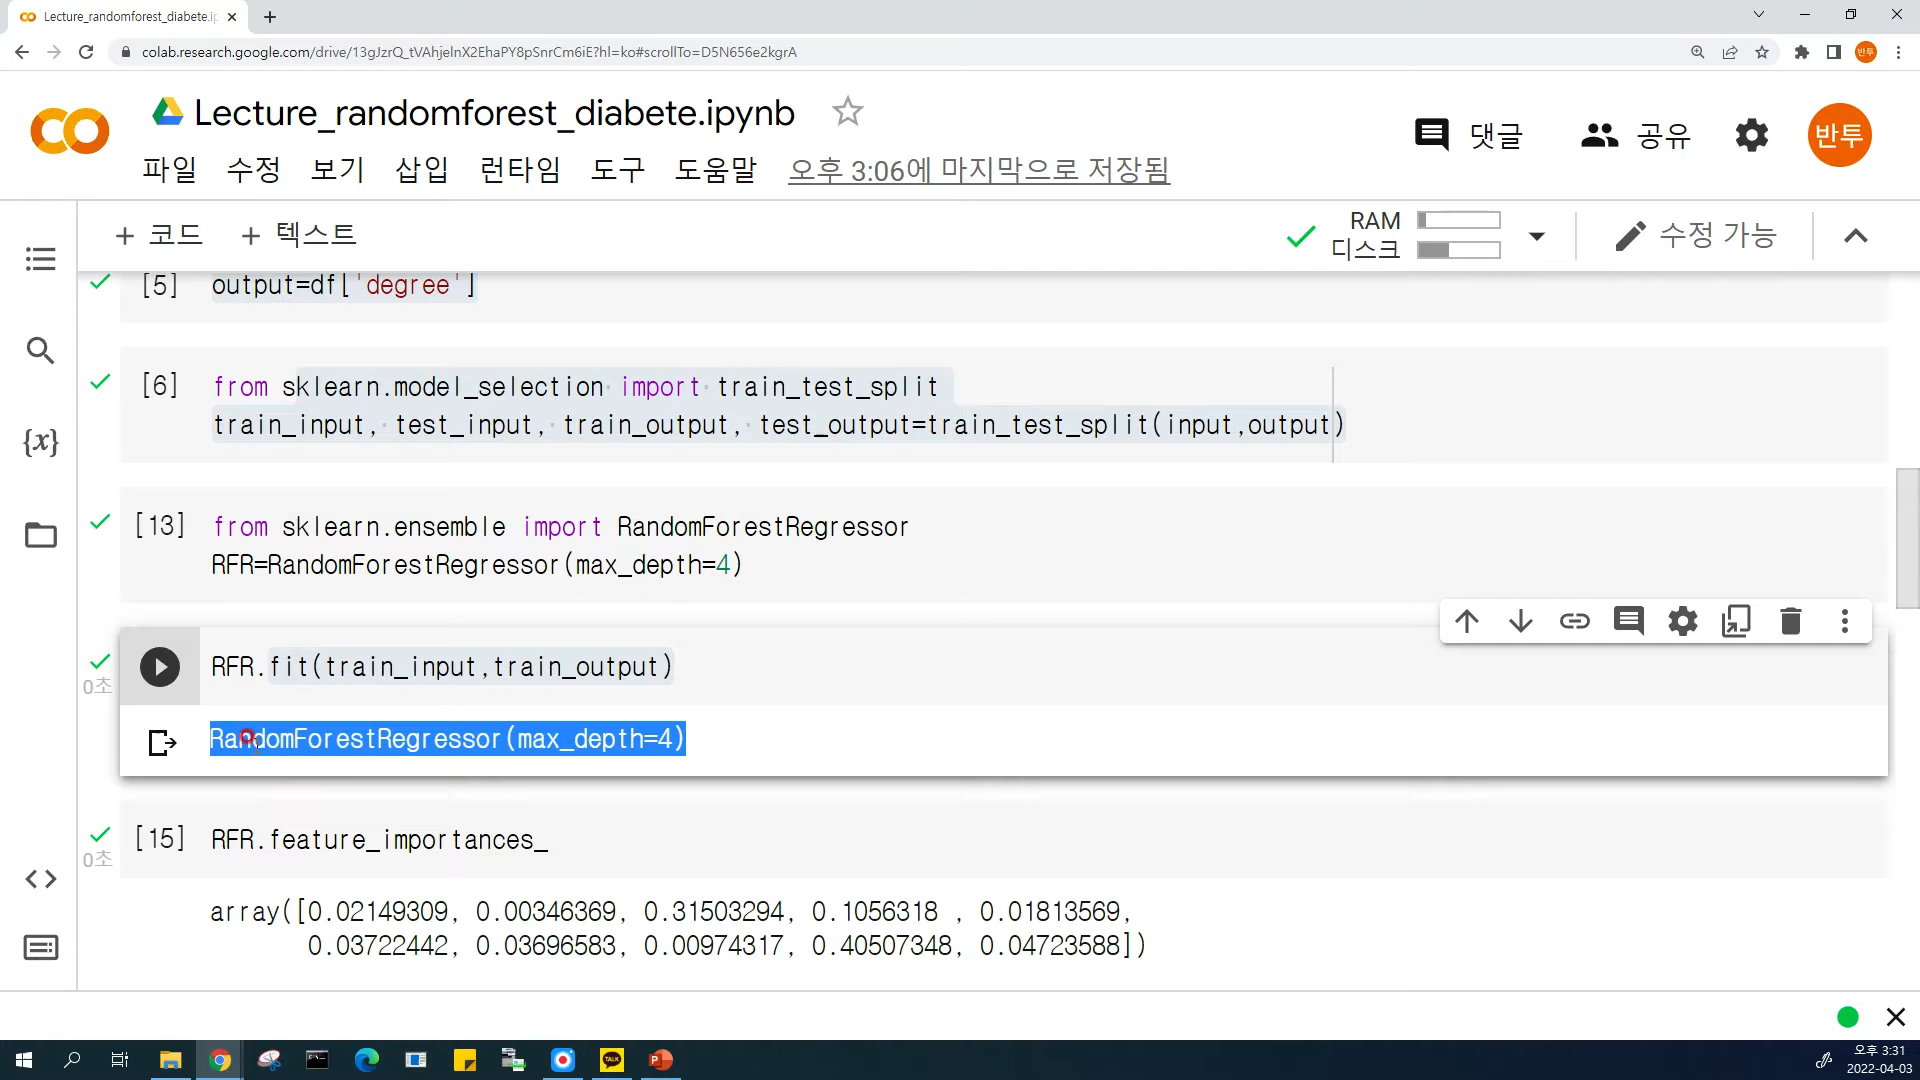 Lecture_randomforest_diabete.ip
colab.research.google.com/drive/13gJzrQ_tVAhjelnX2EhaPY8pSnrCm6iE?hl=ko#scrollTo=D5N656e2kgrA
반투
Lecture_randomforest_diabete.ipynb
댓글
공유
반투
파일 수정 보기 삽입 런타임 도구 도움말 오후 3:06에 마지막으로 저장됨
+ 코드 + 텍스트
RAM
디스크
수정 가능
[5] output=df['degree']
[6] from sklearn.model_selection import train_test_split
train_input, test_input, train_output, test_output=train_test_split(input,output)
[13] from sklearn.ensemble import RandomForestRegressor
RFR=RandomForestRegressor(max_depth=4)
{x}
RFR.fit(train_input,train_output)
0초
RandomForestRegressor(max_depth=4)
[15] RFR.feature_importances_
0초
array([0.02149309, 0.00346369, 0.31503294, 0.1056318 , 0.01813569,
0.03722442, 0.03696583, 0.00974317, 0.40507348, 0.04723588])
TALK
P
오후 3:31
2022-04-03